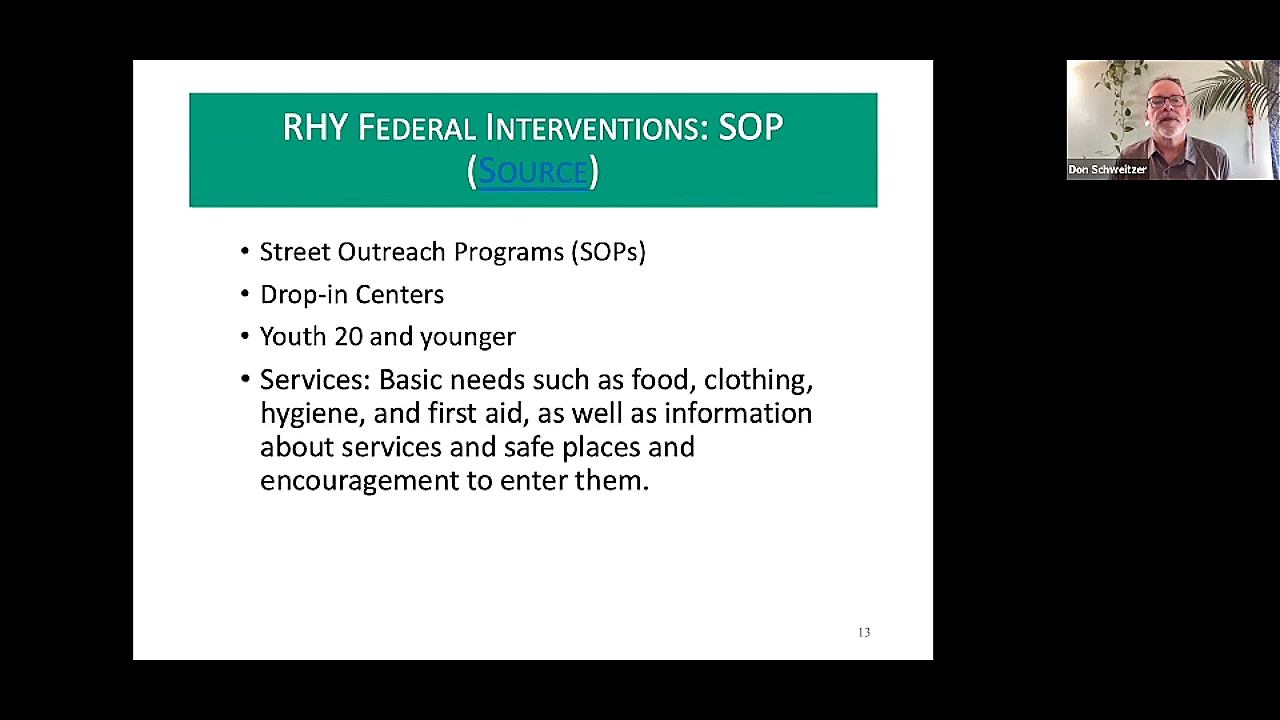 RHY FEDERAL INTERVENTIONS: SOP
(SOURCE)
• Street Outreach Programs (SOPs)
• Drop-in Centers
• Youth 20 and younger
• Services: Basic needs such as food, clothing,
hygiene, and first aid, as well as information
about services and safe places and
encouragement to enter them.
13
Don Schweitzer